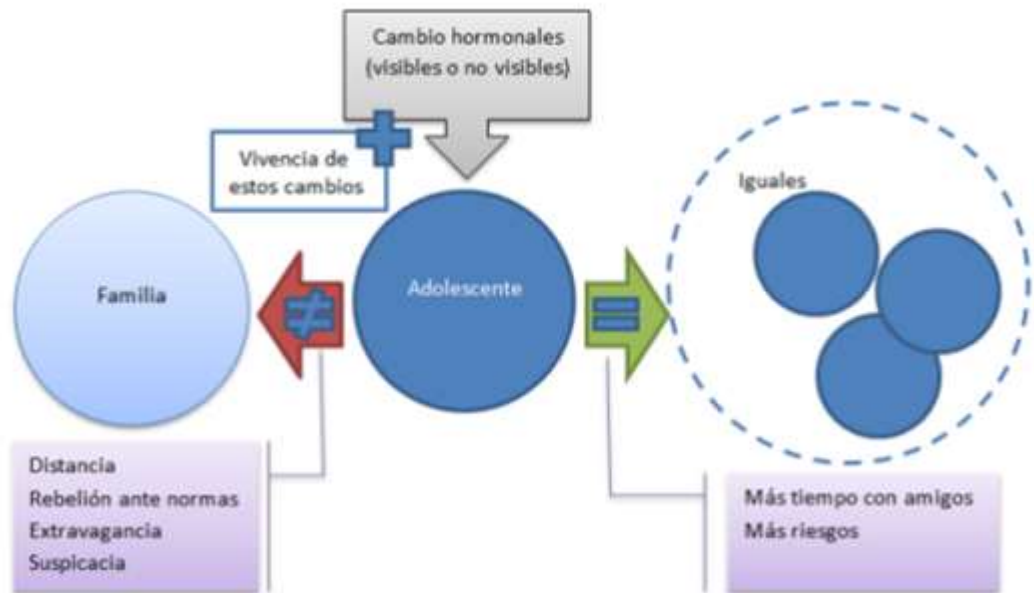 Cambio hormonales
(visibles o no visibles)
Vivencia de
estos cambios
Familia
≠
Adolescente
=
Iguales
Distancia
Rebelión ante normas
Extravagancia
Suspicacia
Más tiempo con amigos
Más riesgos